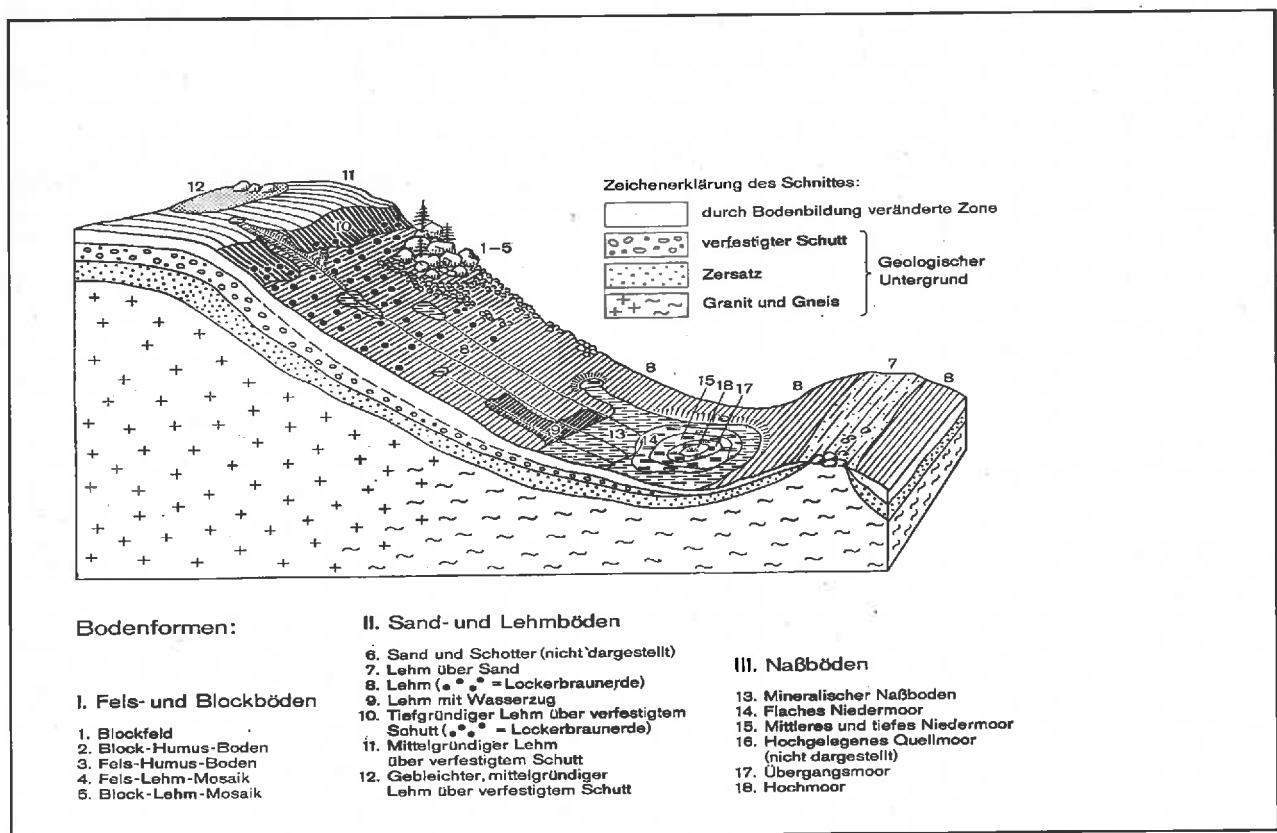 12
11
10
1-5
8
8
9
13
14
15
18
17
8
7
8
Zeichenerklärung des Schnittes:
durch Bodenbildung veränderte Zone
verfestigter Schutt
Zersatz
Granit und Gneis
Geologischer
Untergrund
Bodenformen:
I. Fels- und Blockböden
1. Blockfeld
2. Block-Humus-Boden
3. Fels-Humus-Boden
4. Fels-Lehm-Mosaik
5. Block-Lehm-Mosaik
II. Sand- und Lehmböden
6. Sand und Schotter (nicht dargestellt)
7. Lehm über Sand
8. Lehm ( = Lockerbraunerde)
9. Lehm mit Wasserzug
10. Tiefgründiger Lehm über verfestigtem
Schutt ( = Lockerbraunerde)
11. Mittelgründiger Lehm
über verfestigtem Schutt
12. Gebleichter, mittelgründiger
Lehm über verfestigtem Schutt
III. Naßböden
13. Mineralischer Naßboden
14. Flaches Niedermoor
15. Mittleres und tiefes Niedermoor
16. Hochgelegenes Quellmoor
(nicht dargestellt)
17. Übergangsmoor
18. Hochmoor